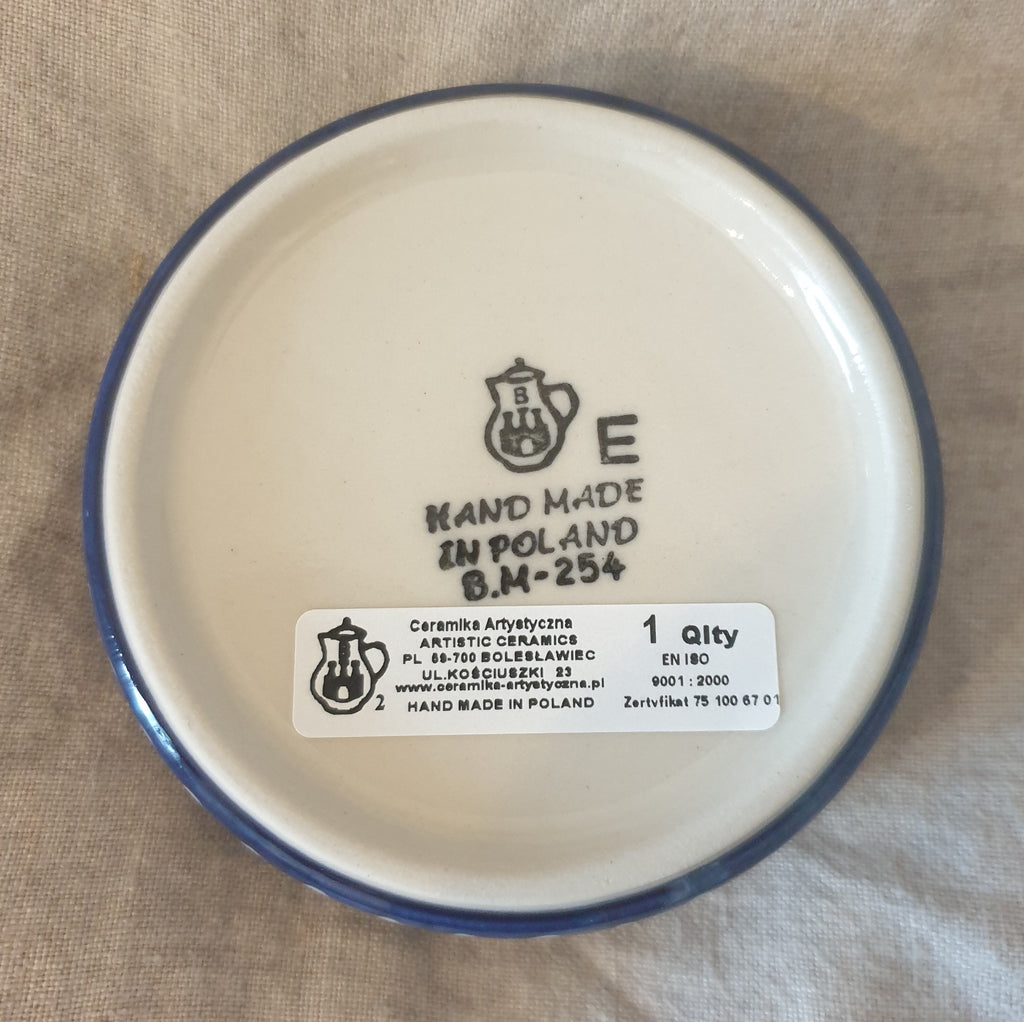 B
E
HAND MADE
IN POLAND
B.M-254
Ceramika Artystyczna
ARTISTIC CERAMICS
PL 59-700 BOLESŁAWIEC
UL.KOŚCIUSZKI 23
www.ceramika-artystyczna.pl
HAND MADE IN POLAND
2
1 Qlty
EN ISO
9001 : 2000
Zertyfikat 75 100 67 01